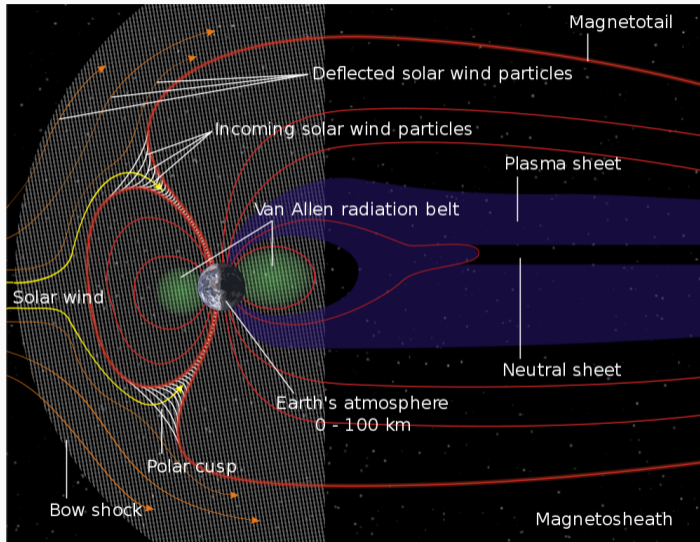 Magnetotail
Deflected solar wind particles
Incoming solar wind particles
Plasma sheet
Van Allen radiation belt
Solar wind
Neutral sheet
Earth's atmosphere
0 - 100 km
Polar cusp
Bow shock
Magnetosheath